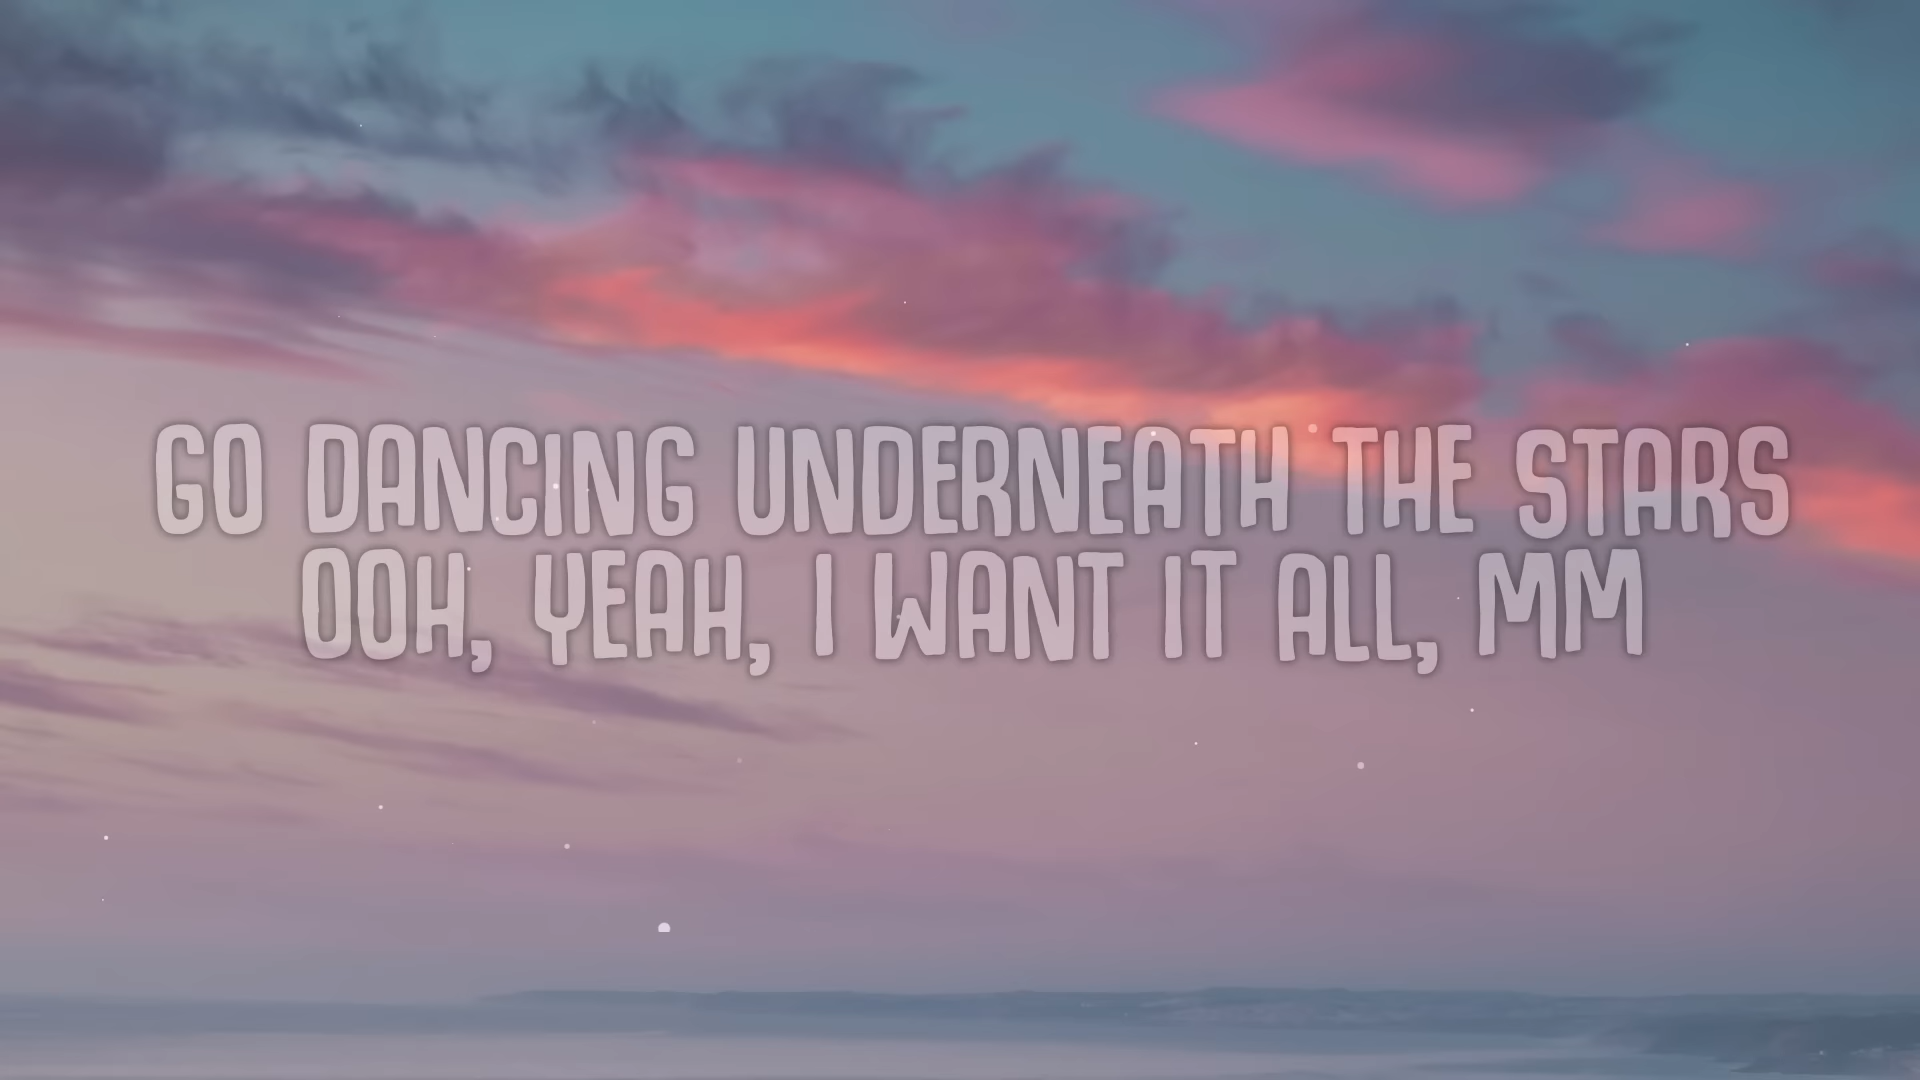 GO DANCING UNDERNEATH THE STARS
OOH, YEAH, I WANT IT ALL, MM